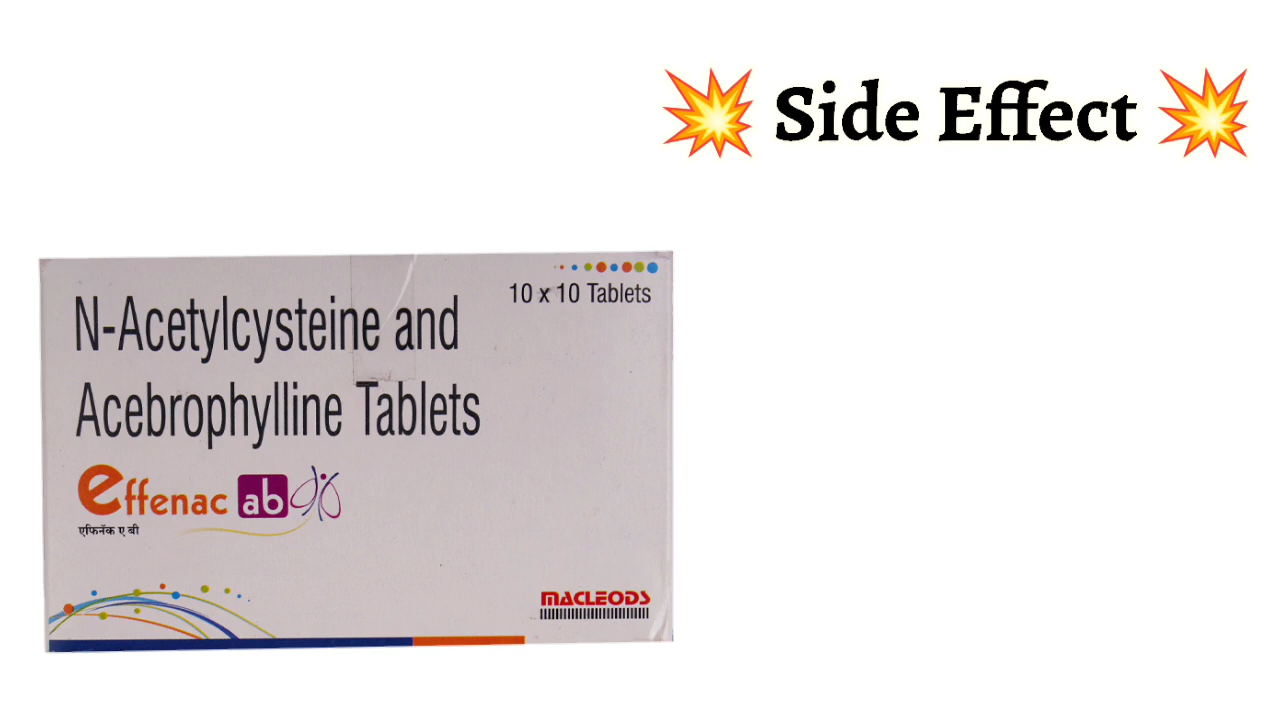 💥 Side Effect 💥
10 x 10 Tablets
N-Acetylcysteine and
Acebrophylline Tablets
effenac ab
एफिनॅक ए बी
MACLEODS